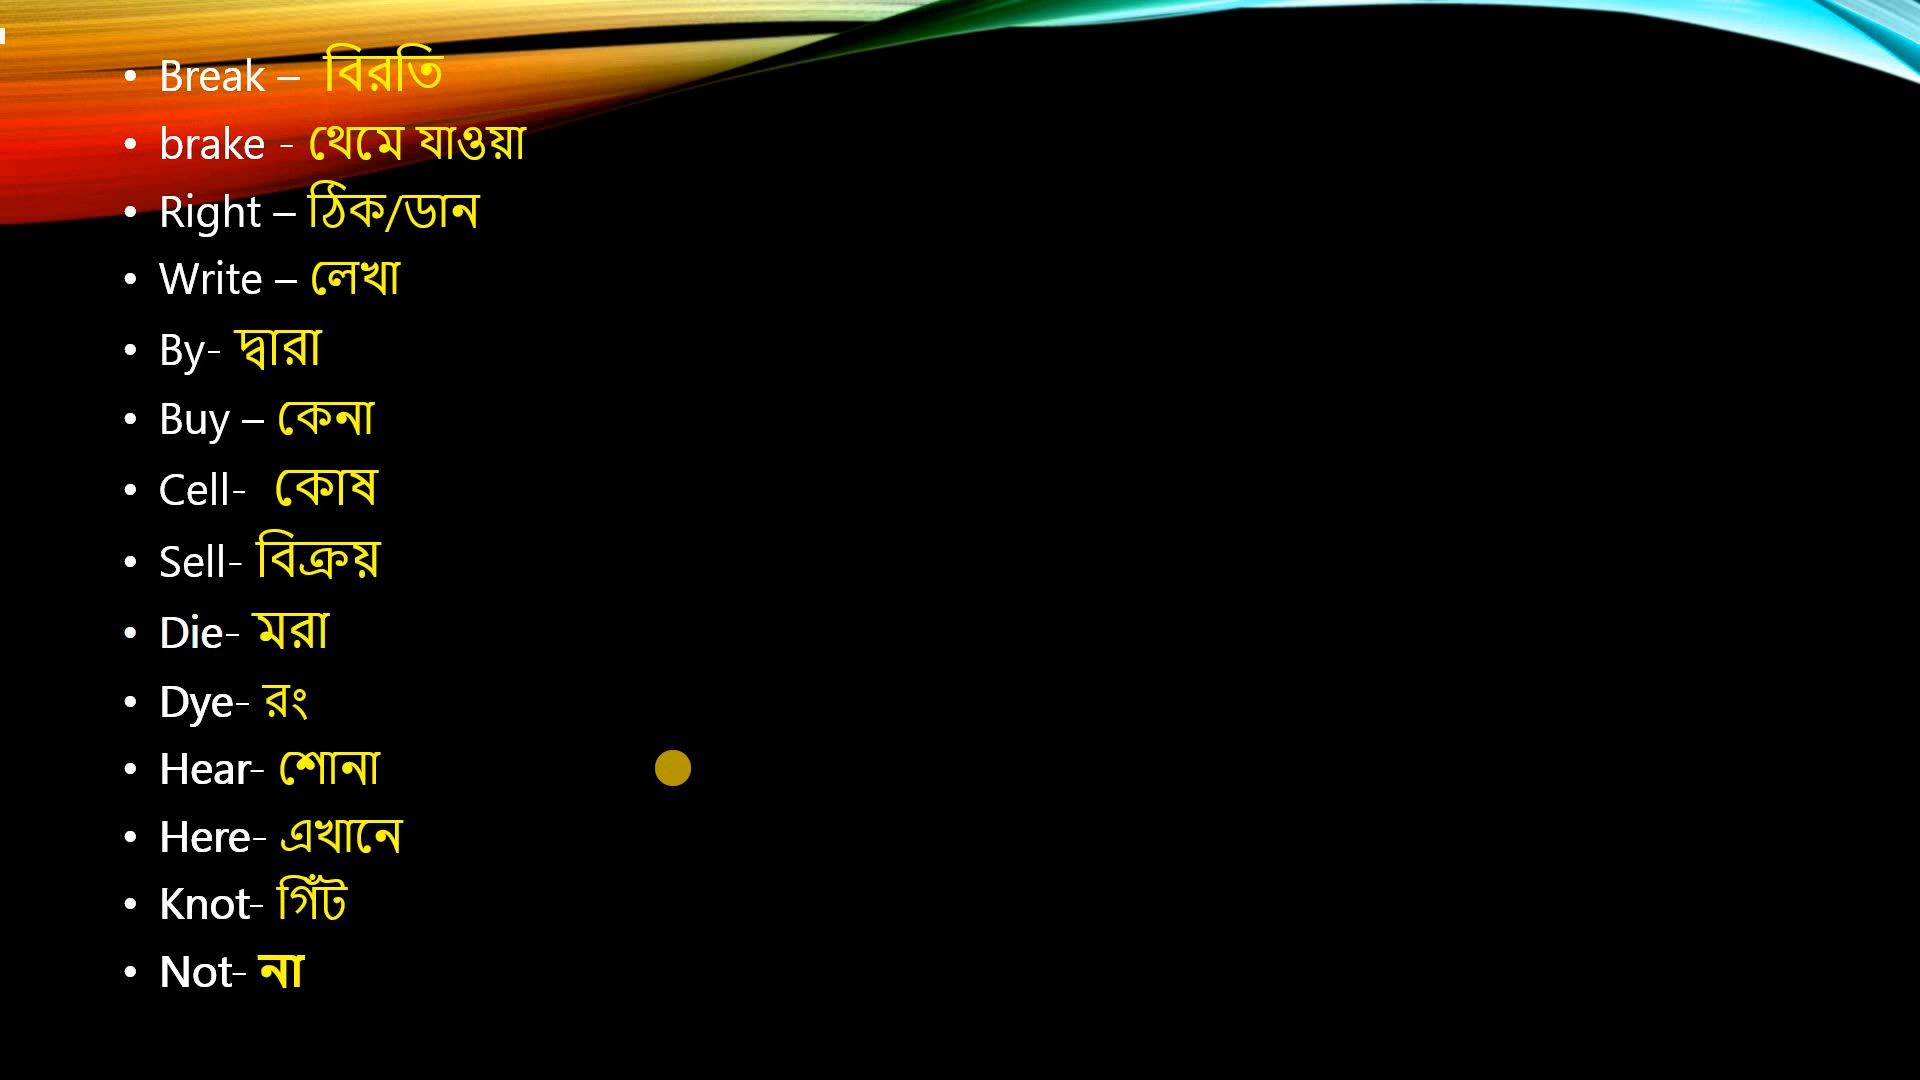 • Break – বিরতি
• brake - থেমে যাওয়া
• Right – ঠিক/ডান
• Write – লেখা
• By- দ্বারা
• Buy – কেনা
• Cell- কোষ
• Sell- বিক্রয়
• Die- মরা
• Dye- রং
• Hear- শোনা
• Here- এখানে
• Knot- গিঁট
• Not- না